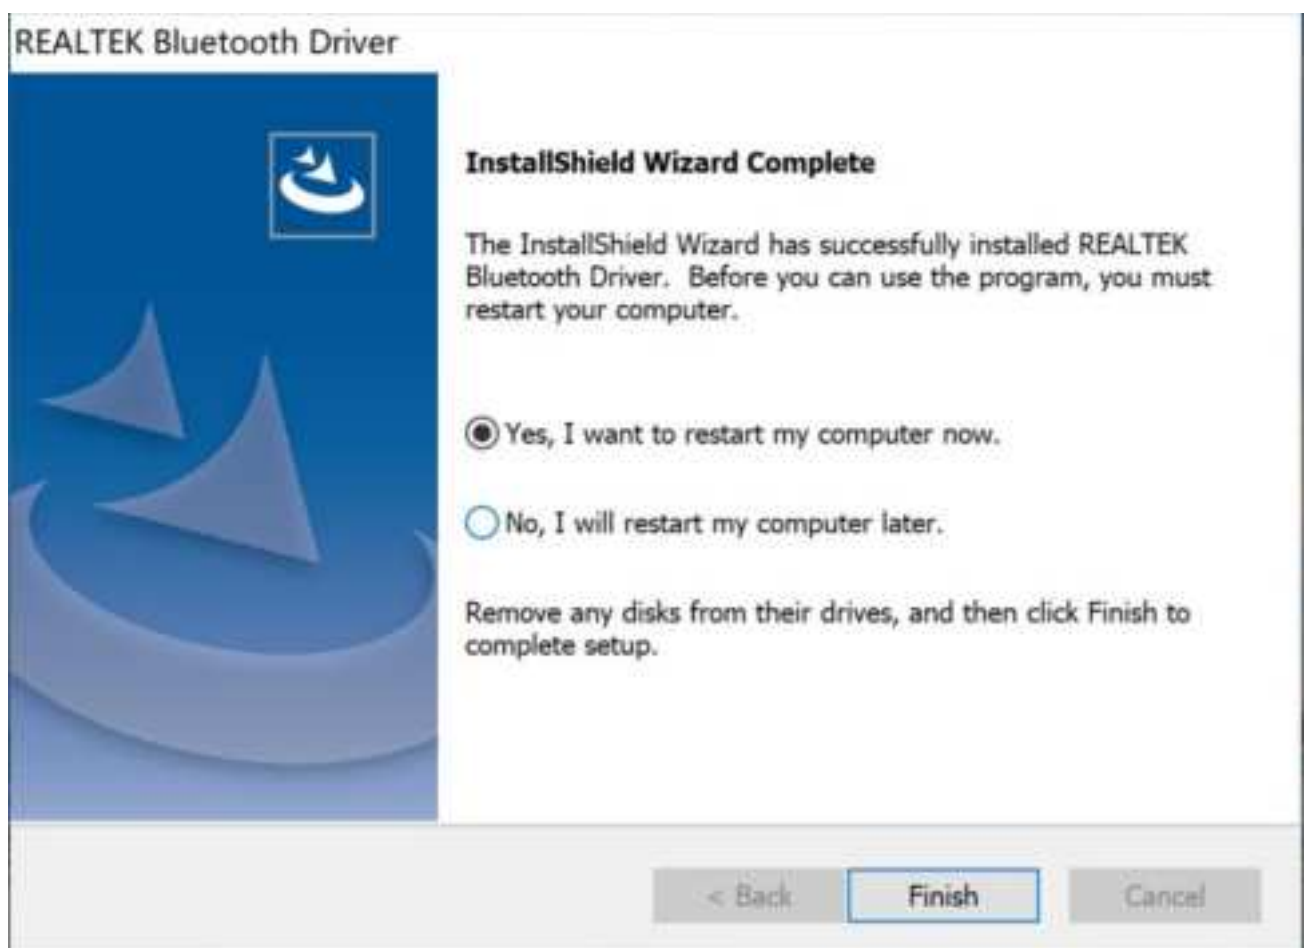 REALTEK Bluetooth Driver
InstallShield Wizard Complete
The InstallShield Wizard has successfully installed REALTEK
Bluetooth Driver.  Before you can use the program, you must
restart your computer.
Yes, I want to restart my computer now.
No, I will restart my computer later.
Remove any disks from their drives, and then click Finish to
complete setup.
< Back
Finish
Cancel